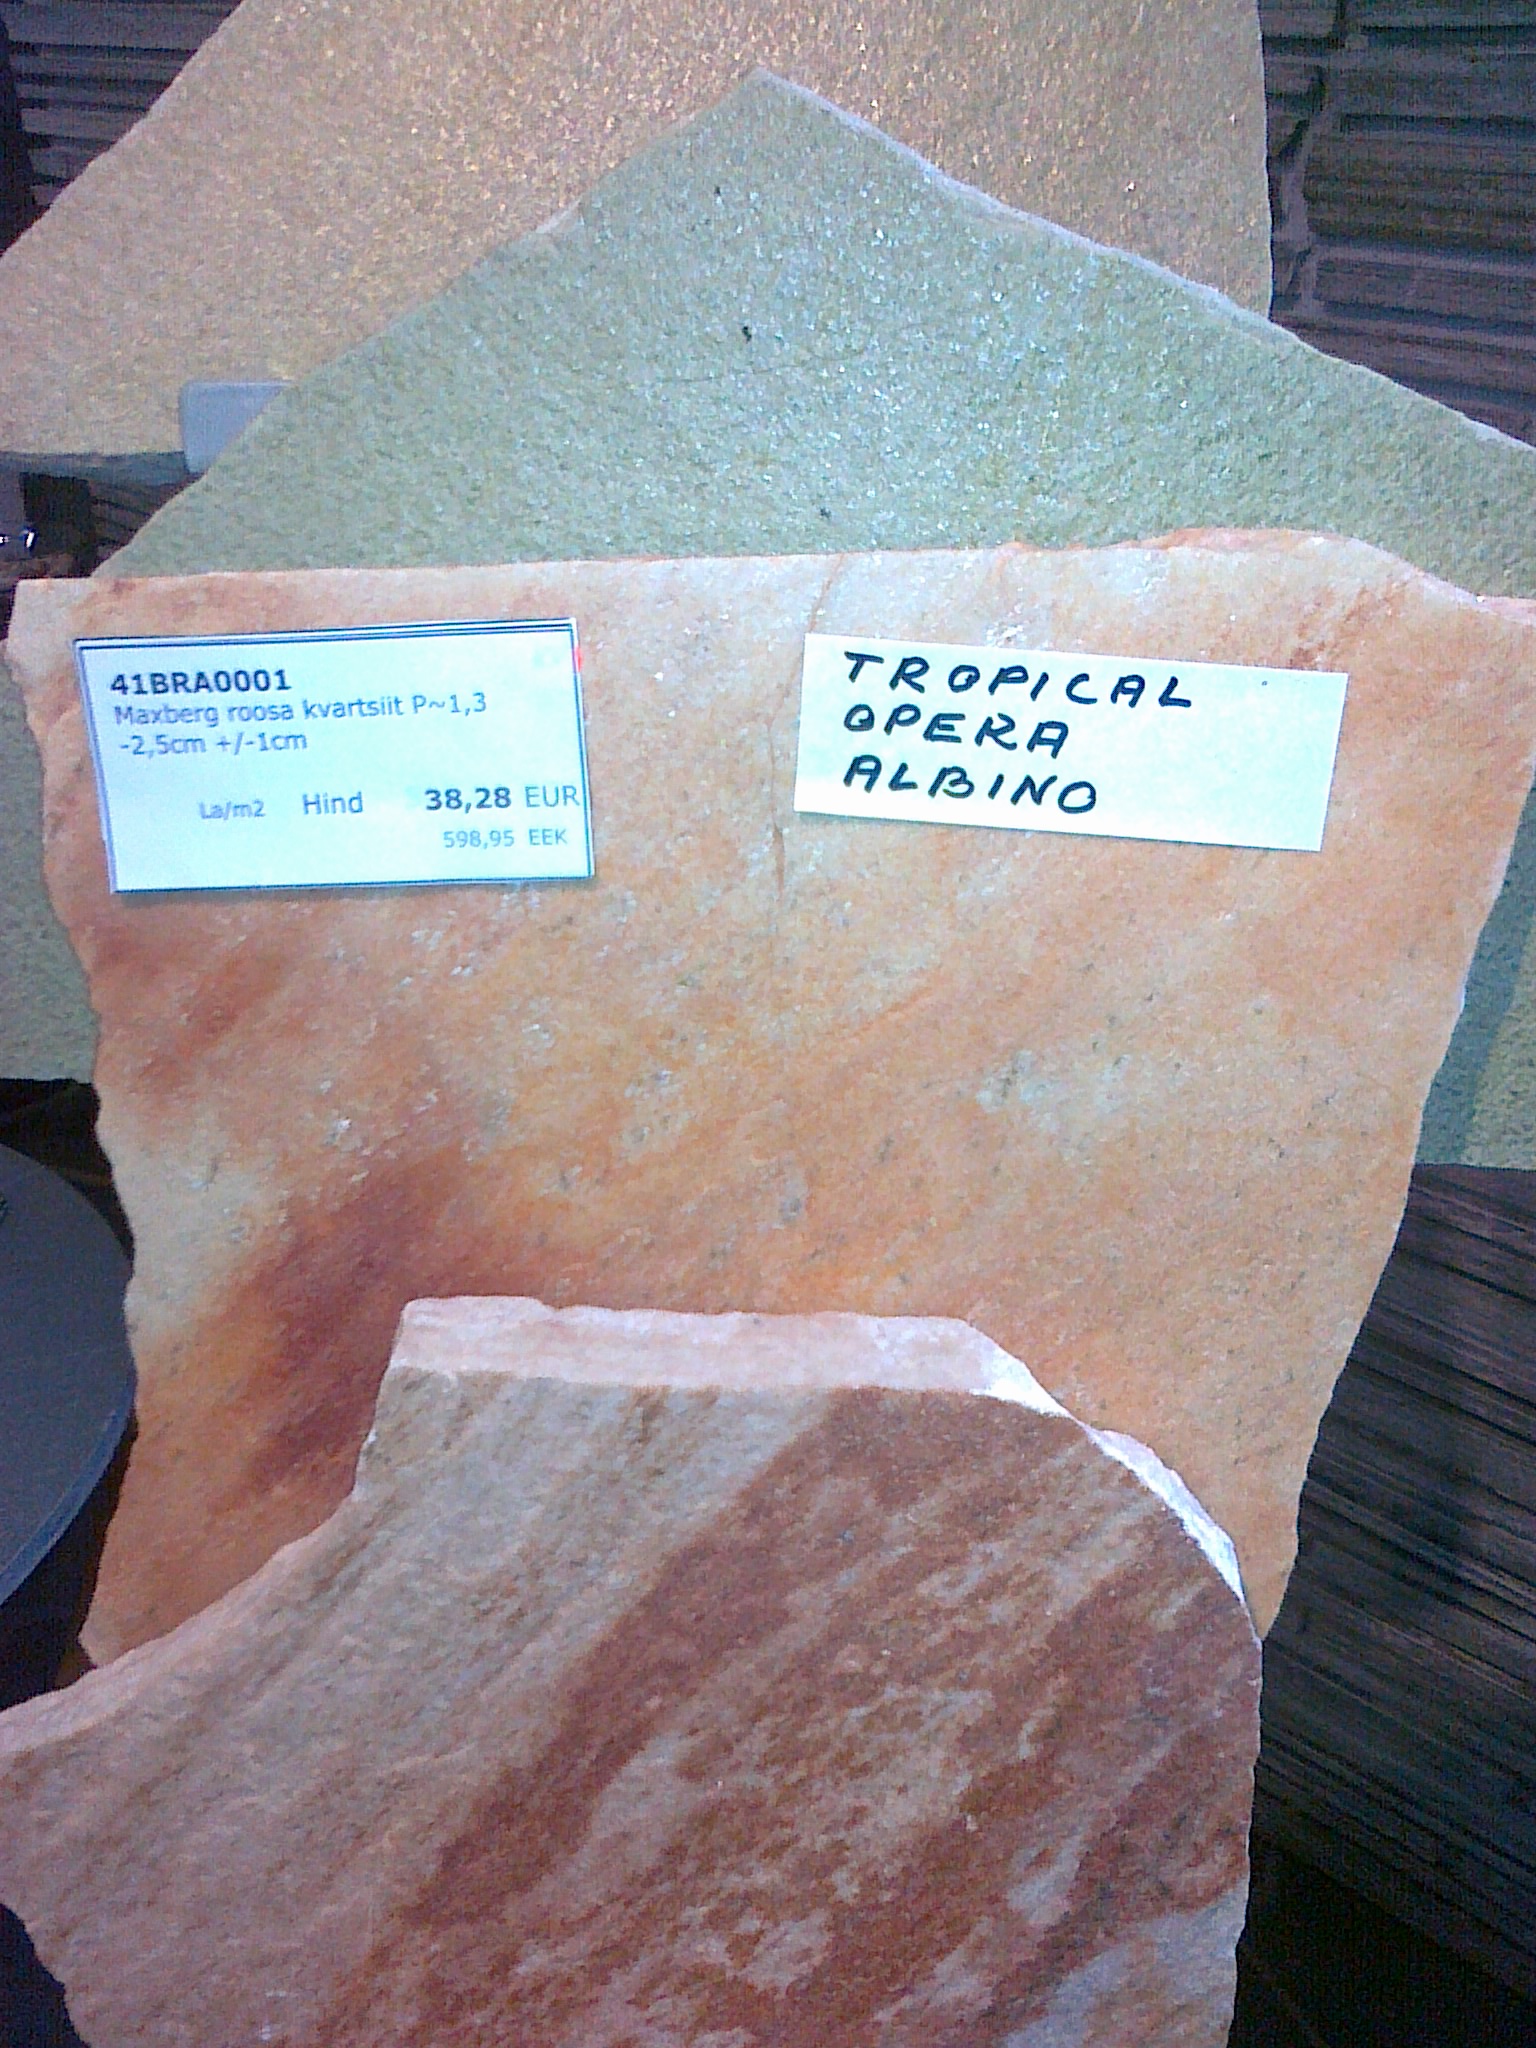 41BRA0001
Maxberg roosa kvartsiit P~1,3
-2,5cm +/-1cm
La/m2 Hind 38,28 EUR
598,95 EEK
TROPICAL
OPERA
ALBINO